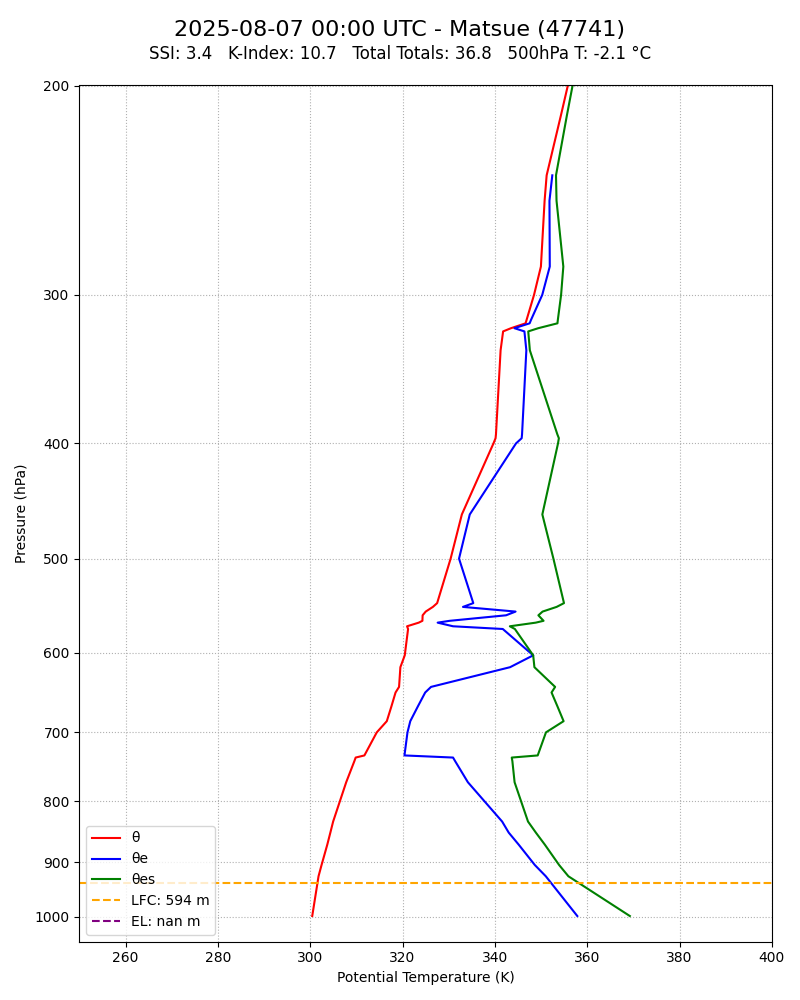 2025-08-07 00:00 UTC - Matsue (47741)
SSI: 3.4   K-Index: 10.7   Total Totals: 36.8   500hPa T: -2.1 °C
200
300
400
500
600
700
800
900
1000
Pressure (hPa)
θ
θe
θes
LFC: 594 m
EL: nan m
260 280 300 320 340 360 380 400
Potential Temperature (K)